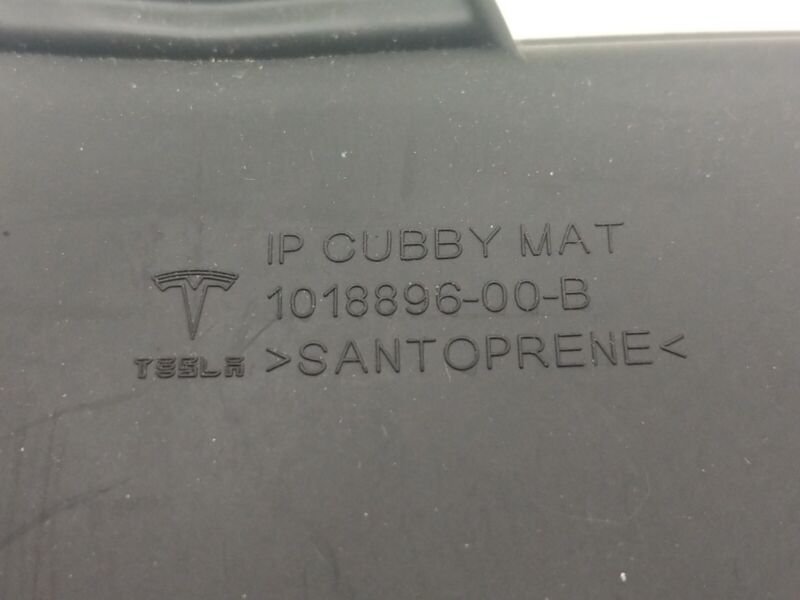 IP CUBBY MAT
1018896-00-B
TESLA >SANTOPRENE<